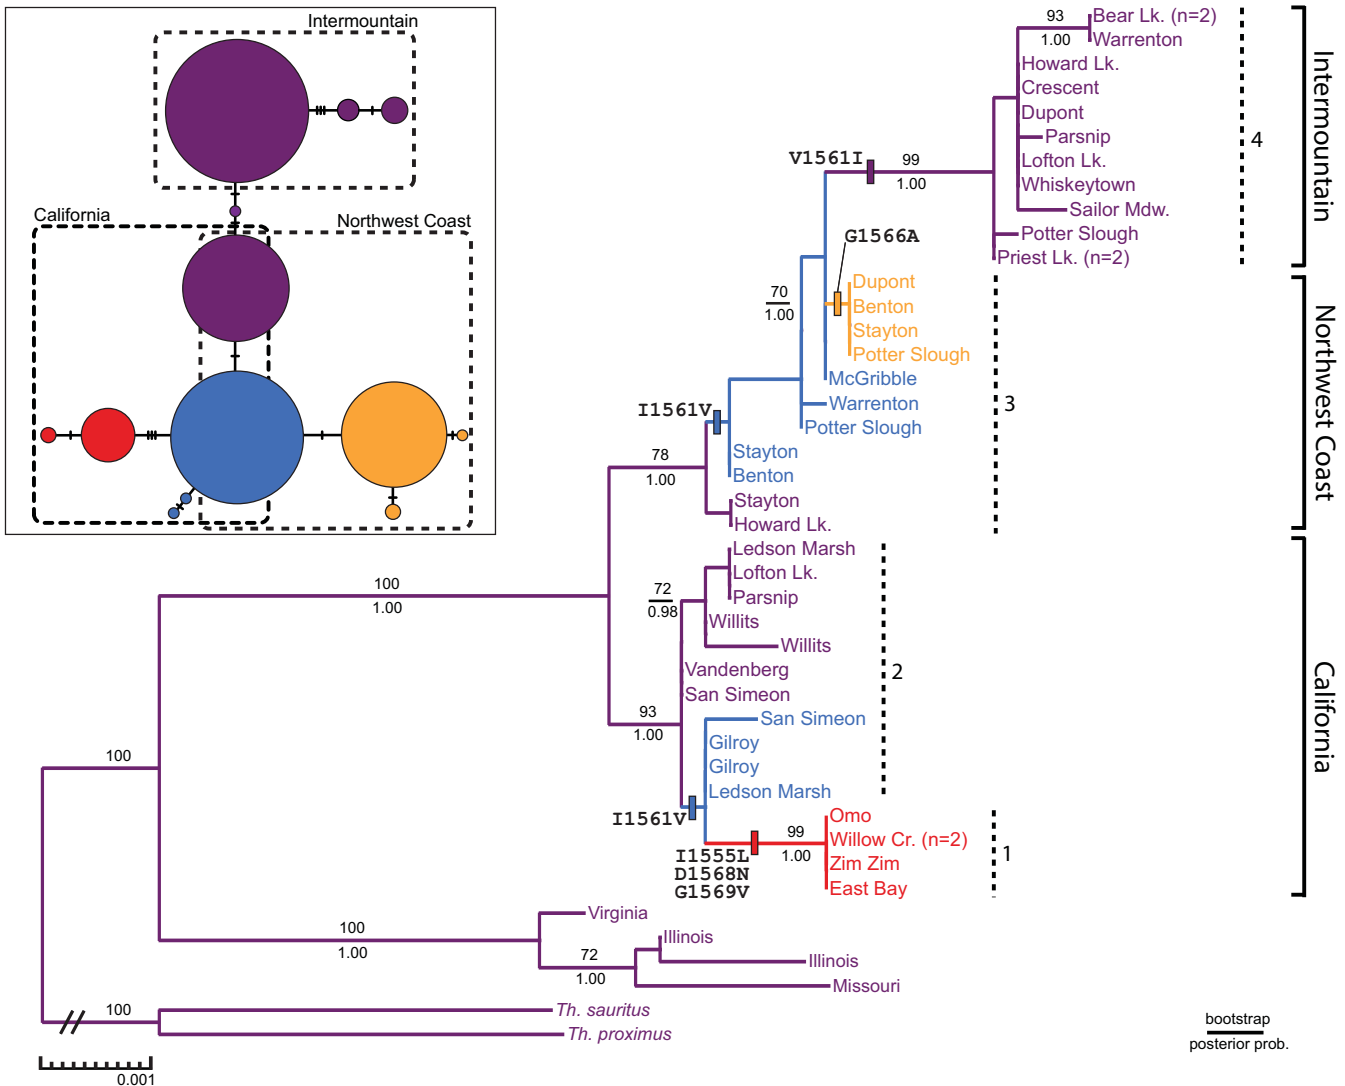 Intermountain
California
Northwest Coast
93
1.00
Bear Lk. (n=2)
Warrenton
Howard Lk.
Crescent
Dupont
Parsnip
Lofton Lk.
Whiskeytown
Sailor Mdw.
Potter Slough
Priest Lk. (n=2)
V1561I
99
1.00
4
Intermountain
G1566A
Dupont
Benton
Stayton
Potter Slough
70
1.00
McGribble
Warrenton
Potter Slough
I1561V
Stayton
Benton
78
1.00
Stayton
Howard Lk.
3
Northwest Coast
100
1.00
Ledson Marsh
Lofton Lk.
Parsnip
72
0.98
Willits
Willits
Vandenberg
San Simeon
93
1.00
San Simeon
Gilroy
Gilroy
Ledson Marsh
2
I1561V
Omo
Willow Cr. (n=2)
Zim Zim
East Bay
99
1.00
I1555L
D1568N
G1569V
1
California
100
100
1.00
Virginia
Illinois
Illinois
Missouri
72
1.00
100
Th. sauritus
Th. proximus
0.001
bootstrap
posterior prob.